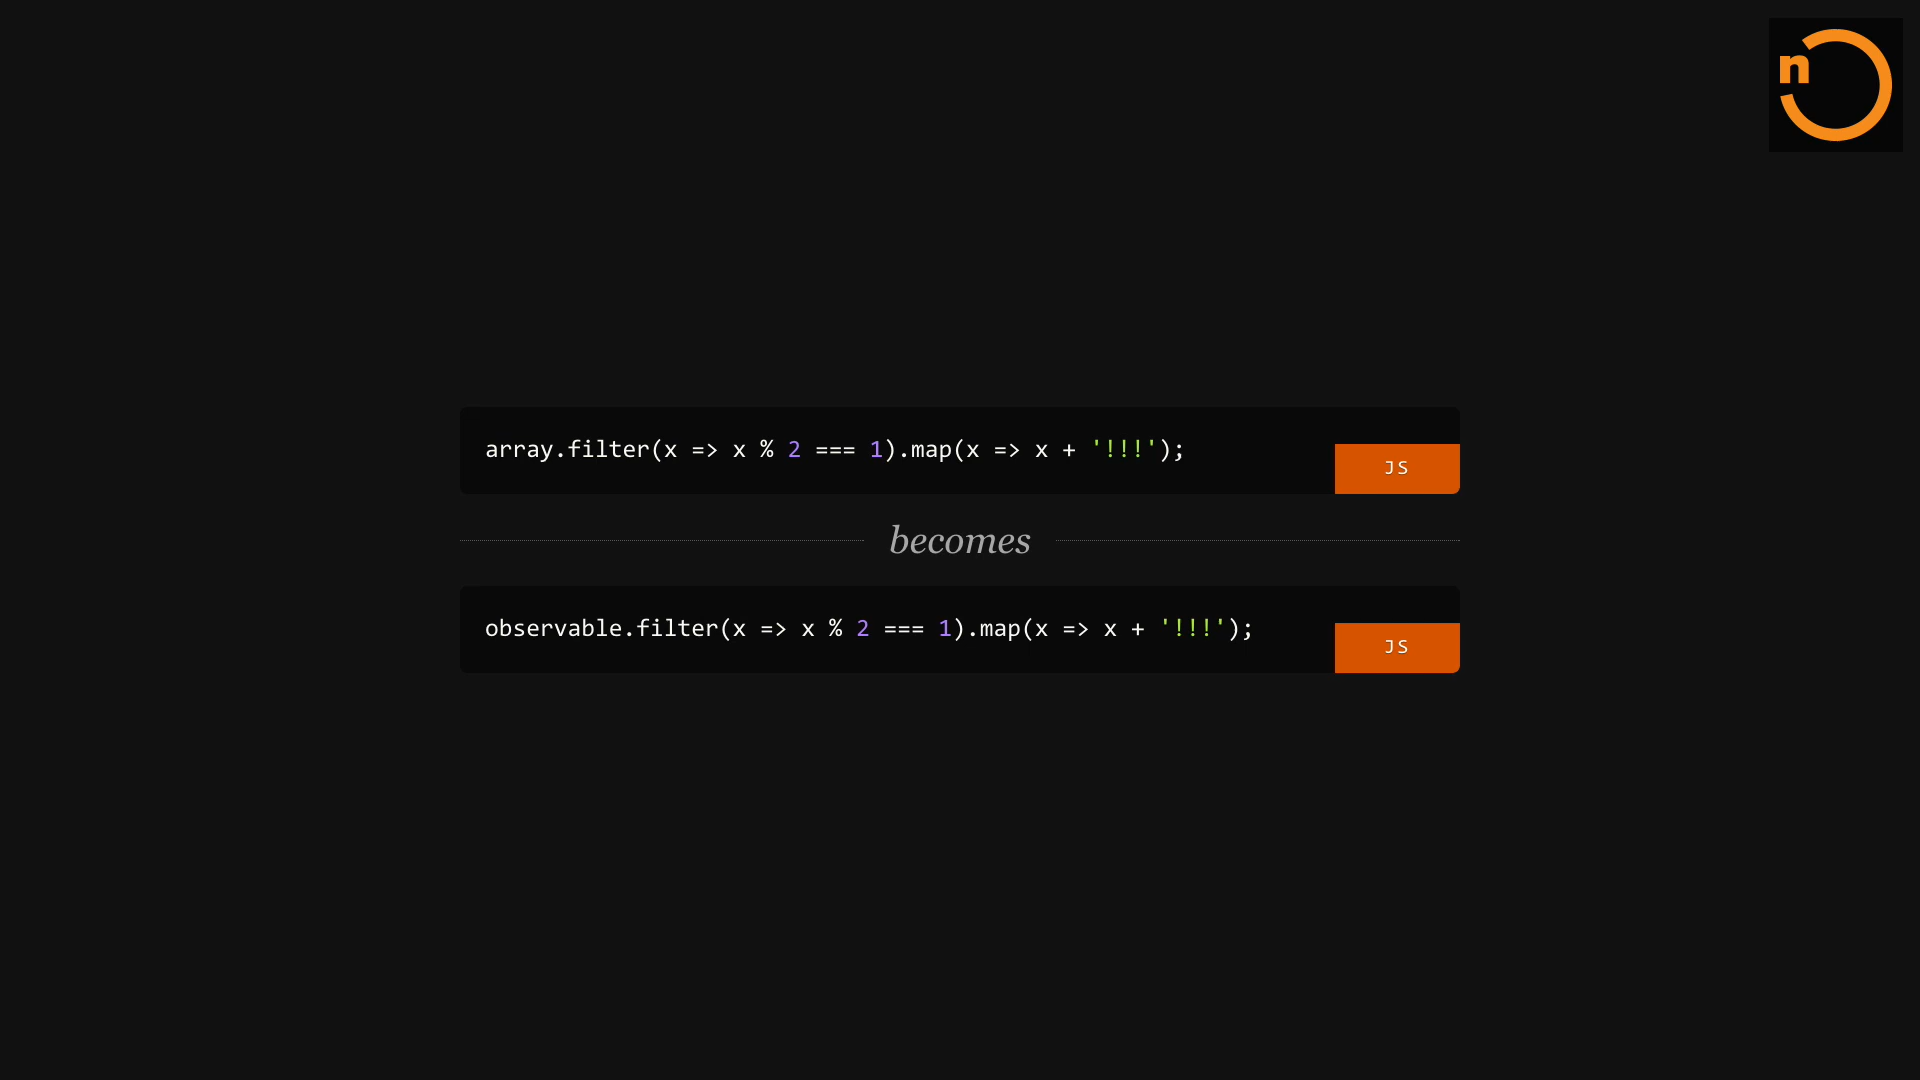 n
array.filter(x => x % 2 === 1).map(x => x + '!!!');
JS
becomes
observable.filter(x => x % 2 === 1).map(x => x + '!!!');
JS